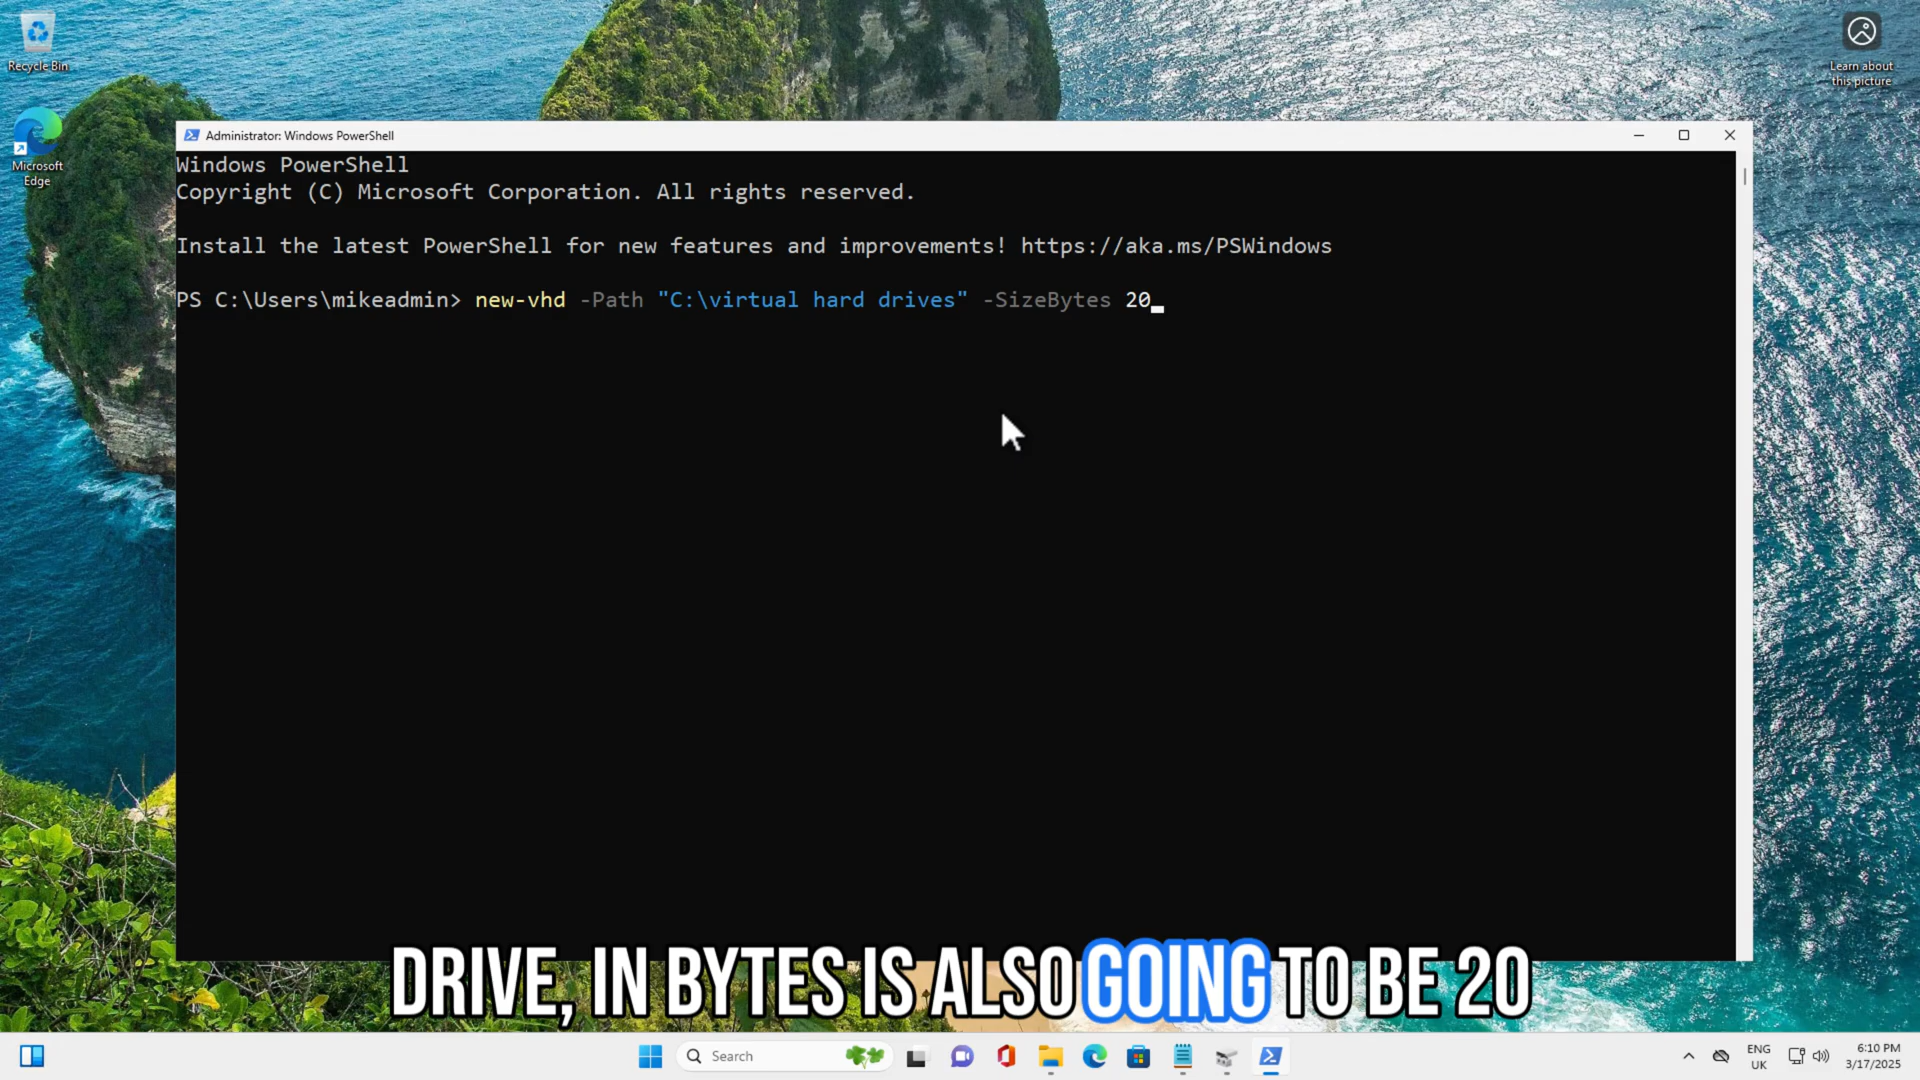 Recycle Bin
Learn about
this picture
Microsoft
Edge
Administrator: Windows PowerShell
Windows PowerShell
Copyright (C) Microsoft Corporation. All rights reserved.
Install the latest PowerShell for new features and improvements! https://aka.ms/PSWindows
PS C:\Users\mikeadmin> new-vhd -Path "C:\virtual hard drives" -SizeBytes 20
DRIVE, IN BYTES IS ALSO GOING TO BE 20
Search
ENG
UK
6:10 PM
3/17/2025